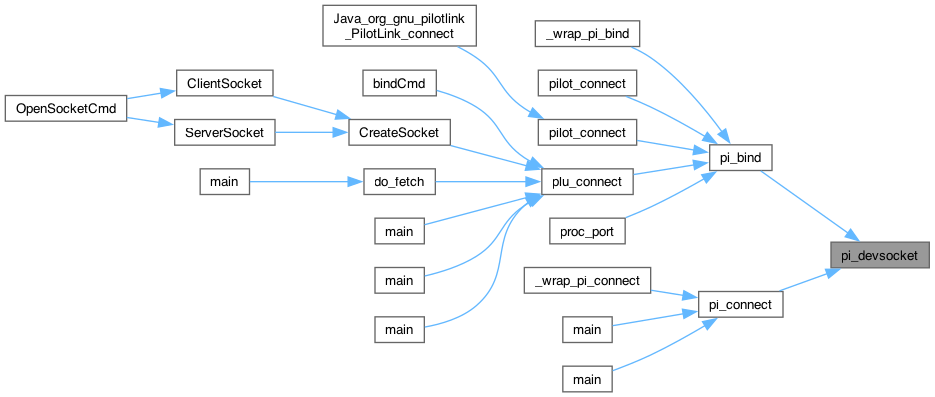 Java_org_gnu_pilotlink
_PilotLink_connect
_wrap_pi_bind
ClientSocket
bindCmd
pilot_connect
OpenSocketCmd
ServerSocket
CreateSocket
pilot_connect
pi_bind
main
do_fetch
plu_connect
main
proc_port
pi_devsocket
main
_wrap_pi_connect
pi_connect
main
main
main